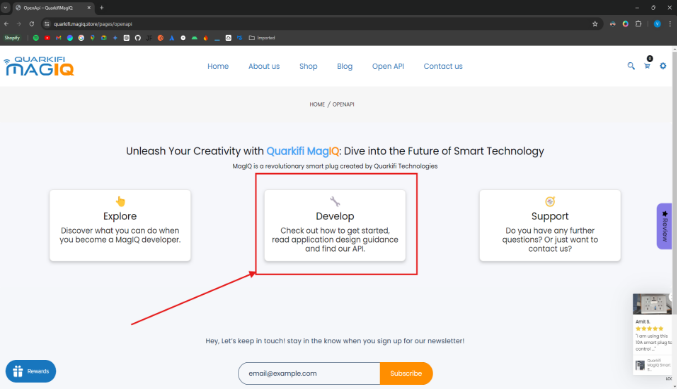 OpenApi - QuarkifiMagIQ
quarkifi.magiq.store/pages/openapi
Shopify
Imported
QUARKIFI
MAGIQ
Home
About us
Shop
Blog
Open API
Contact us
0
HOME / OPENAPI
Unleash Your Creativity with Quarkifi MagIQ: Dive into the Future of Smart Technology
MagIQ is a revolutionary smart plug created by Quarkifi Technologies
Explore
Discover what you can do when
you become a MagIQ developer.
Develop
Check out how to get started,
read application design guidance
and find our API.
Support
Do you have any further
questions? Or just want to
contact us?
★ Reviews
Amit S.
"I am using this
16A smart plug to
control ..."
Quarkifi
MagIQ Smart
Hey, Let's keep in touch! stay in the know when you sign up for our newsletter!
email@example.com
Subscribe
Rewards